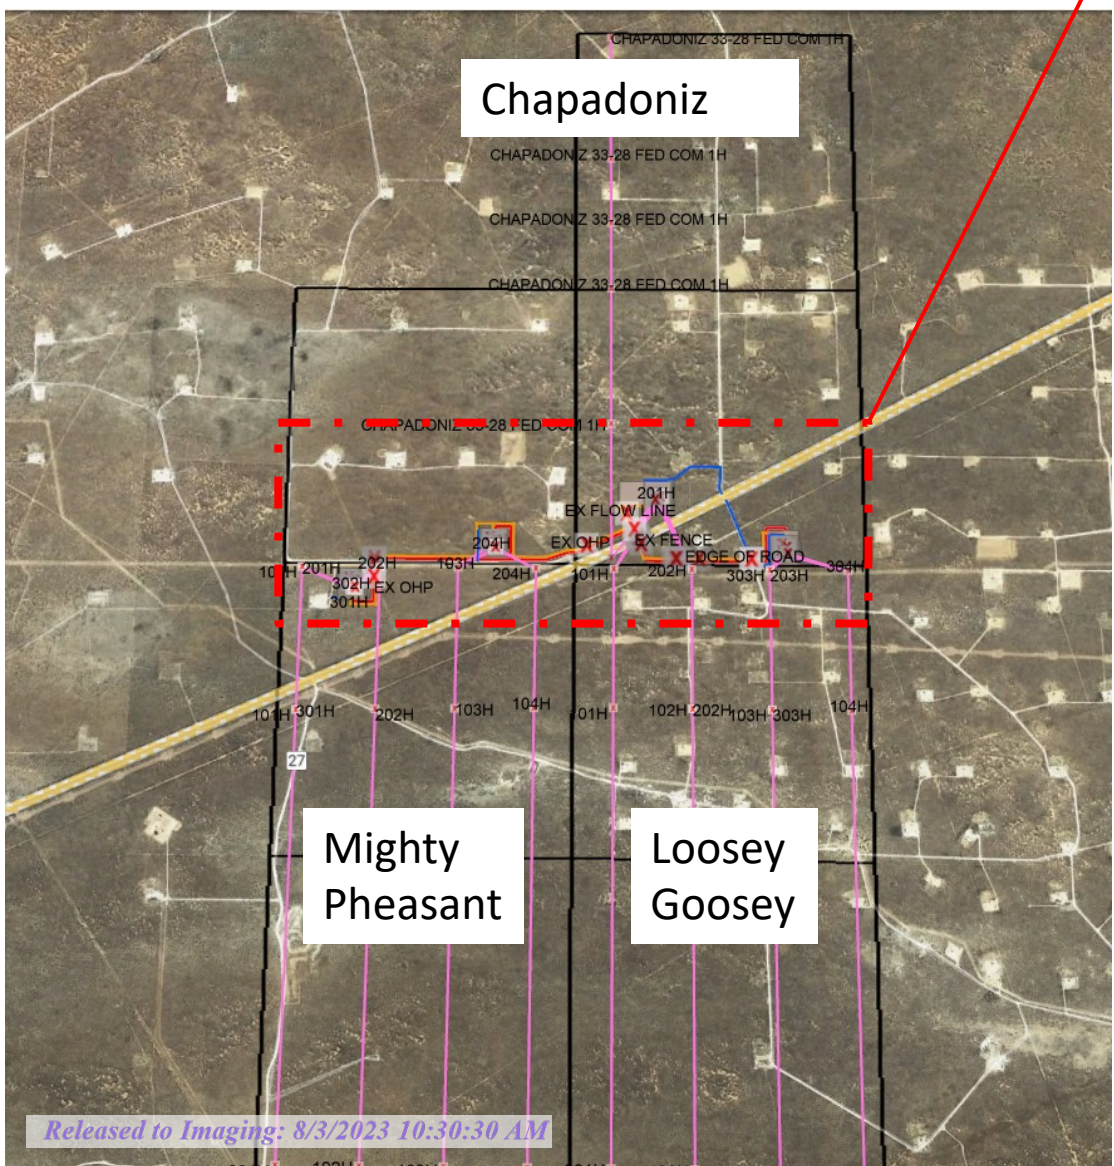 CHAPADONIZ 33-28 FED COM 1H
Chapadoniz
CHAPADONIZ 33-28 FED COM 1H
CHAPADONIZ 33-28 FED COM 1H
CHAPADONIZ 33-28 FED COM 1H
CHAPADONIZ 33-28 FED COM 1H
201H
EX FLOW LINE
204H
EX OHP
EX FENCE
EDGE OF ROAD
201H
202H
103H
204H
101H
202H
303H
203H
304H
302H
EX OHP
301H
101H
301H
202H
103H
104H
101H
102H
202H
103H
303H
104H
27
Mighty
Pheasant
Loosey
Goosey
Released to Imaging: 8/3/2023 10:30:30 AM